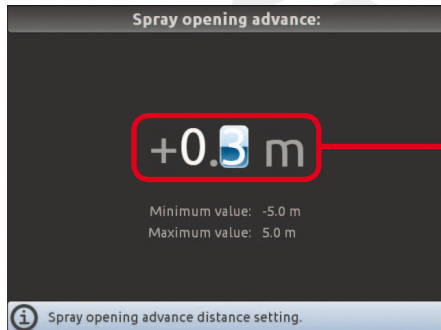 Spray opening advance:
+0.3 m
Minimum value: -5.0 m
Maximum value: 5.0 m
Spray opening advance distance setting.